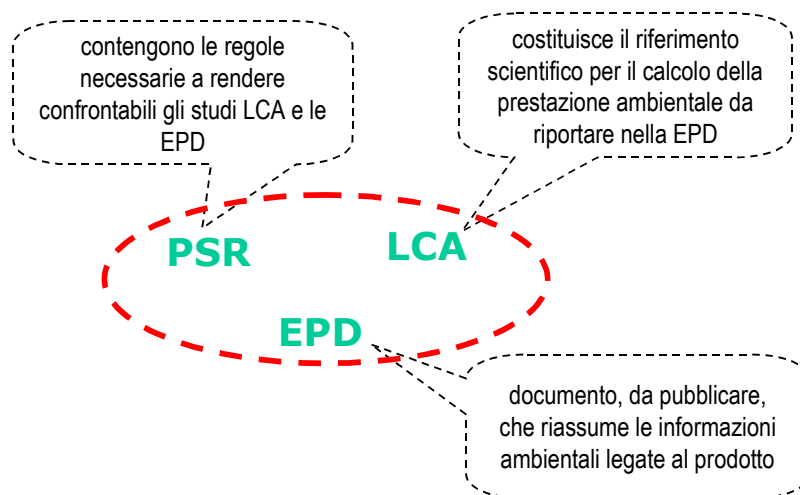 contengono le regole
necessarie a rendere
confrontabili gli studi LCA e le
EPD
costituisce il riferimento
scientifico per il calcolo della
prestazione ambientale da
riportare nella EPD
PSR
LCA
EPD
documento, da pubblicare,
che riassume le informazioni
ambientali legate al prodotto